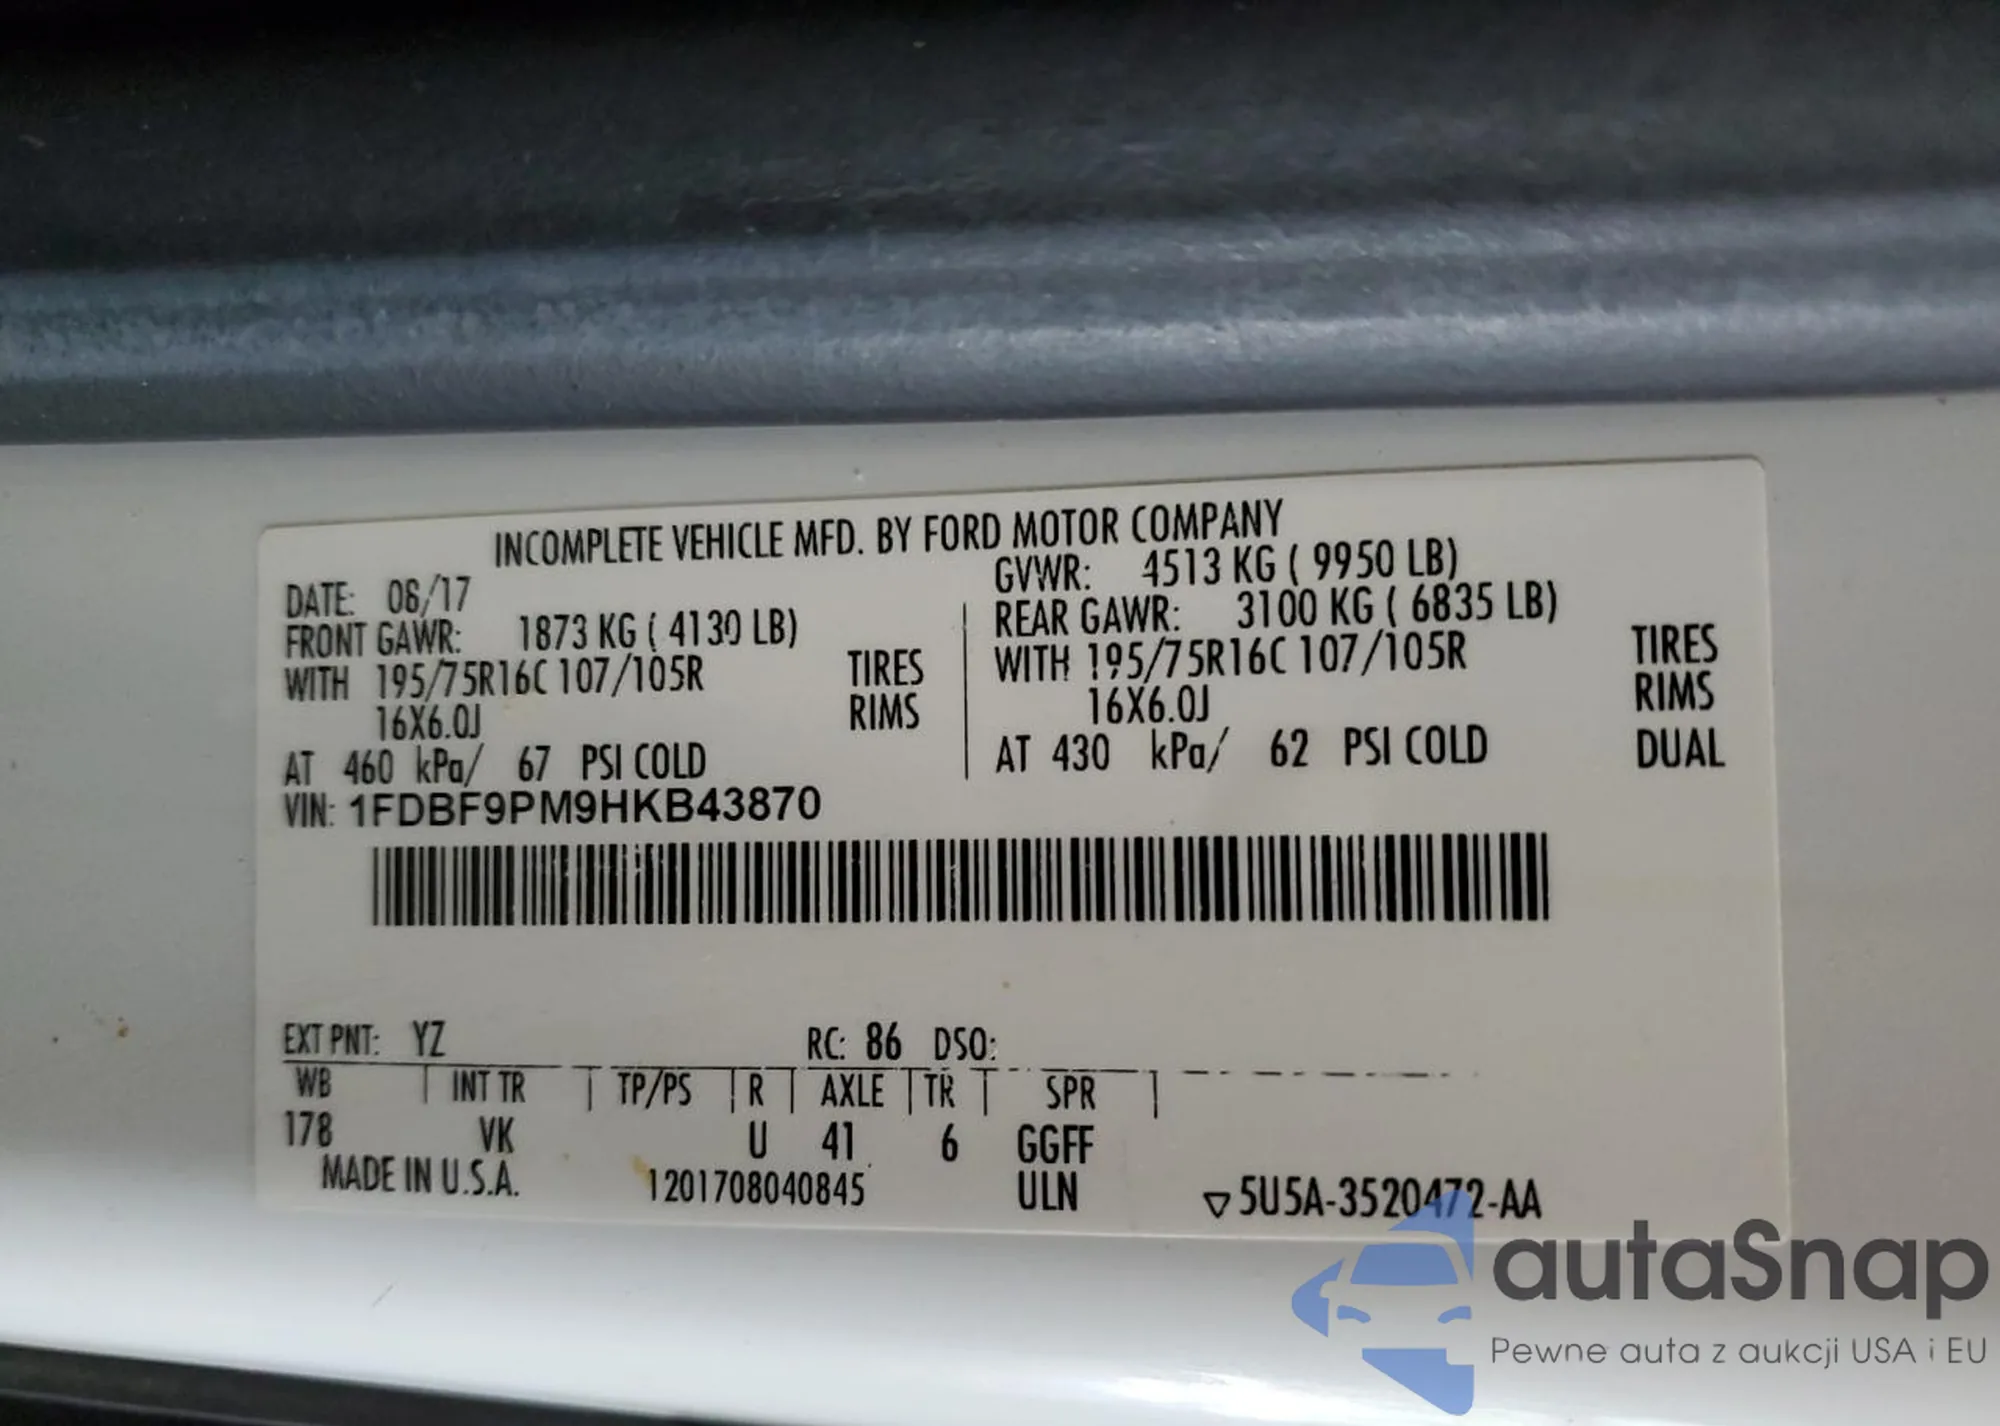 INCOMPLETE VEHICLE MFD. BY FORD MOTOR COMPANY
DATE: 08/17
GVWR: 4513 KG ( 9950 LB)
FRONT GAWR: 1873 KG ( 4130 LB)
REAR GAWR: 3100 KG ( 6835 LB)
WITH 195/75R16C 107/105R TIRES
WITH 195/75R16C 107/105R TIRES
16X6.0J RIMS
16X6.0J RIMS
AT 460 kPa/ 67 PSI COLD
AT 430 kPa/ 62 PSI COLD DUAL
VIN: 1FDBF9PM9HKB43870
EXT PNT: YZ RC: 86 DSO:
WB INT TR TP/PS R AXLE TR SPR
178 VK U 41 6 GGFF
MADE IN U.S.A. 1201708040845 ULN ▽5U5A-3520472-AA
autaSnap
Pewne auta z aukcji USA i EU